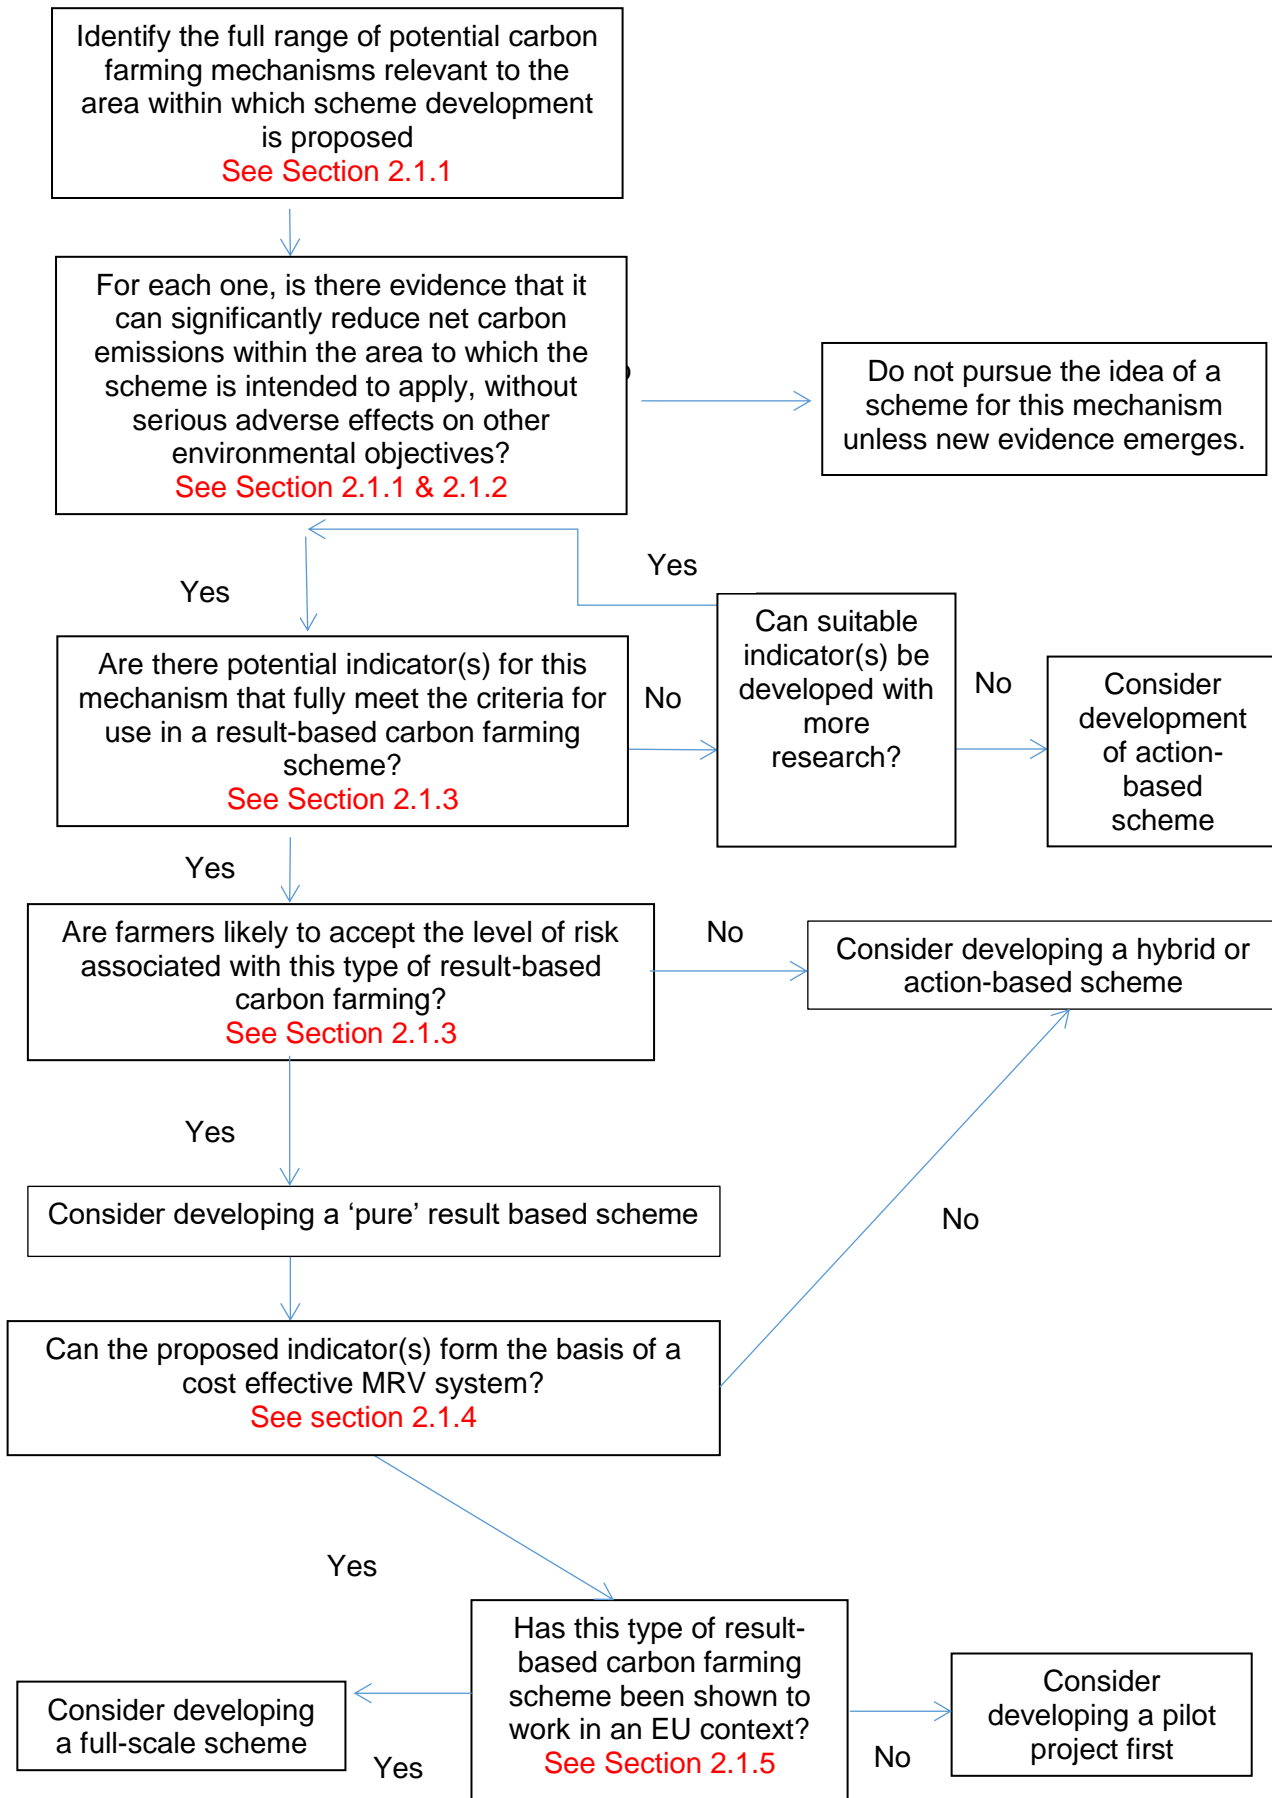 Identify the full range of potential carbon
farming mechanisms relevant to the
area within which scheme development
is proposed
See Section 2.1.1
For each one, is there evidence that it
can significantly reduce net carbon
emissions within the area to which the
scheme is intended to apply, without
serious adverse effects on other
environmental objectives?
See Section 2.1.1 & 2.1.2
Do not pursue the idea of a
scheme for this mechanism
unless new evidence emerges.
Yes
Yes
Are there potential indicator(s) for this
mechanism that fully meet the criteria for
use in a result-based carbon farming
scheme?
See Section 2.1.3
No
Can suitable
indicator(s) be
developed with
more
research?
No
Consider
development
of action-
based
scheme
Yes
Are farmers likely to accept the level of risk
associated with this type of result-based
carbon farming?
See Section 2.1.3
No
Consider developing a hybrid or
action-based scheme
Yes
Consider developing a ‘pure’ result based scheme
No
Can the proposed indicator(s) form the basis of a
cost effective MRV system?
See section 2.1.4
Yes
Has this type of result-
based carbon farming
scheme been shown to
work in an EU context?
See Section 2.1.5
Consider developing
a full-scale scheme
Yes
No
Consider
developing a pilot
project first